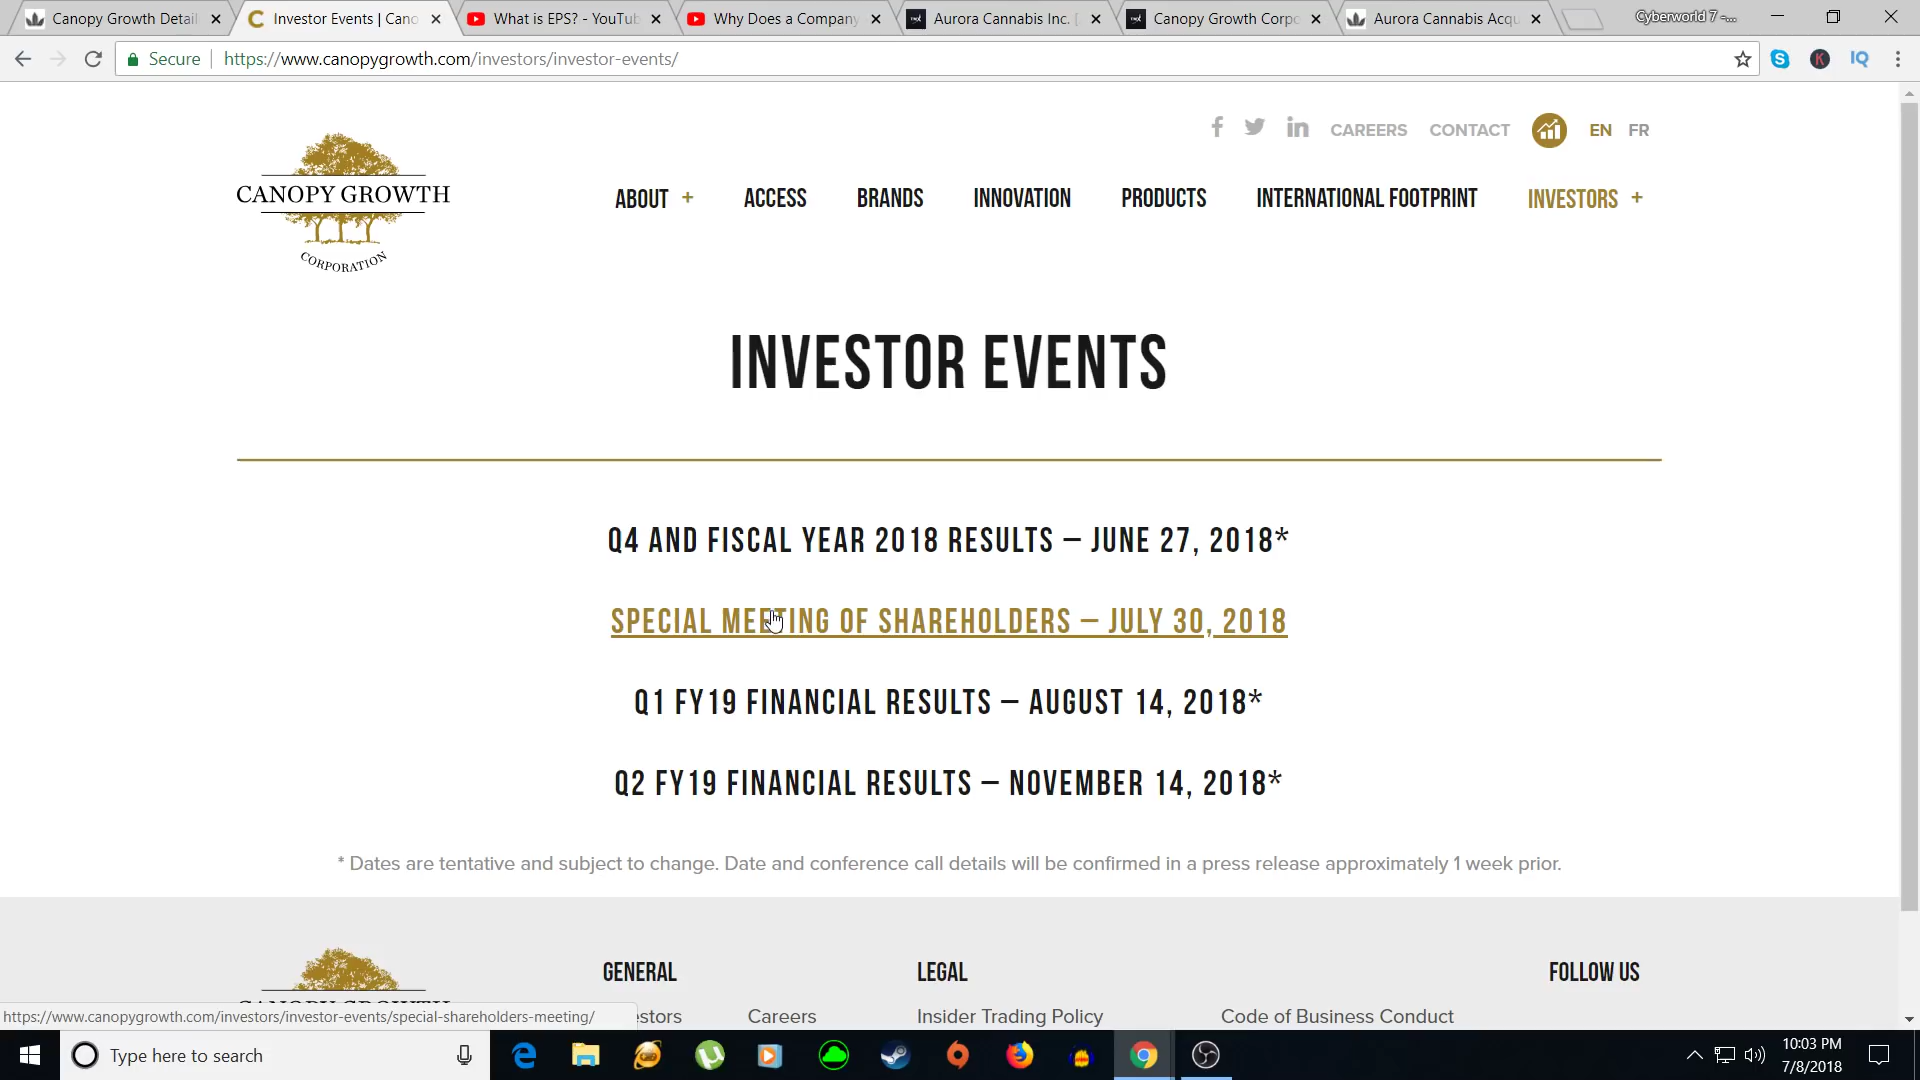 Canopy Growth Detail
Investor Events | Cano
What is EPS? - YouTub
Why Does a Company
Aurora Cannabis Inc. [
Canopy Growth Corpo
Aurora Cannabis Acqu
Cyberworld 7 -...
Secure
https://www.canopygrowth.com/investors/investor-events/
CAREERS CONTACT EN FR
CANOPY GROWTH
CORPORATION
ABOUT + ACCESS BRANDS INNOVATION PRODUCTS INTERNATIONAL FOOTPRINT INVESTORS +
INVESTOR EVENTS
Q4 AND FISCAL YEAR 2018 RESULTS – JUNE 27, 2018*
SPECIAL MEETING OF SHAREHOLDERS – JULY 30, 2018
Q1 FY19 FINANCIAL RESULTS – AUGUST 14, 2018*
Q2 FY19 FINANCIAL RESULTS – NOVEMBER 14, 2018*
* Dates are tentative and subject to change. Date and conference call details will be confirmed in a press release approximately 1 week prior.
GENERAL LEGAL FOLLOW US
estors Careers Insider Trading Policy Code of Business Conduct
https://www.canopygrowth.com/investors/investor-events/special-shareholders-meeting/
Type here to search
10:03 PM
7/8/2018